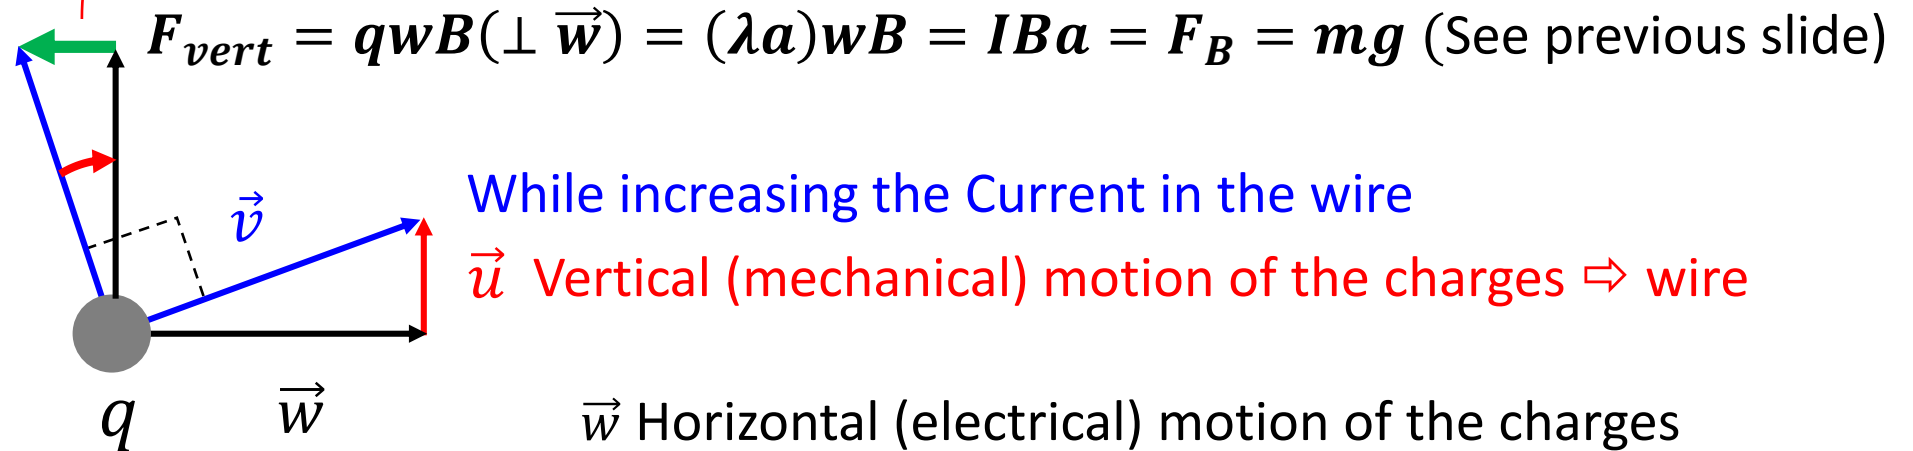 F_vert = qwB(⊥ w⃗) = (λa)wB = IBa = F_B = mg (See previous slide)
v⃗ While increasing the Current in the wire
u⃗ Vertical (mechanical) motion of the charges ⇨ wire
q w⃗ w⃗ Horizontal (electrical) motion of the charges